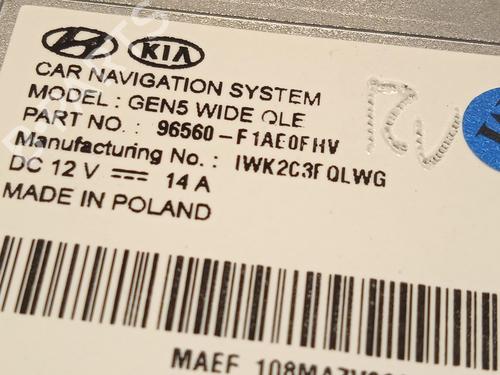 HYUNDAI KIA
CAR NAVIGATION SYSTEM
MODEL : GEN5 WIDE QLE
PART NO. : 96560-F1AE0FHV
Manufacturing No. : IWK2C3FQLWG
DC 12 V ⎓ 14 A
MADE IN POLAND
MAEF